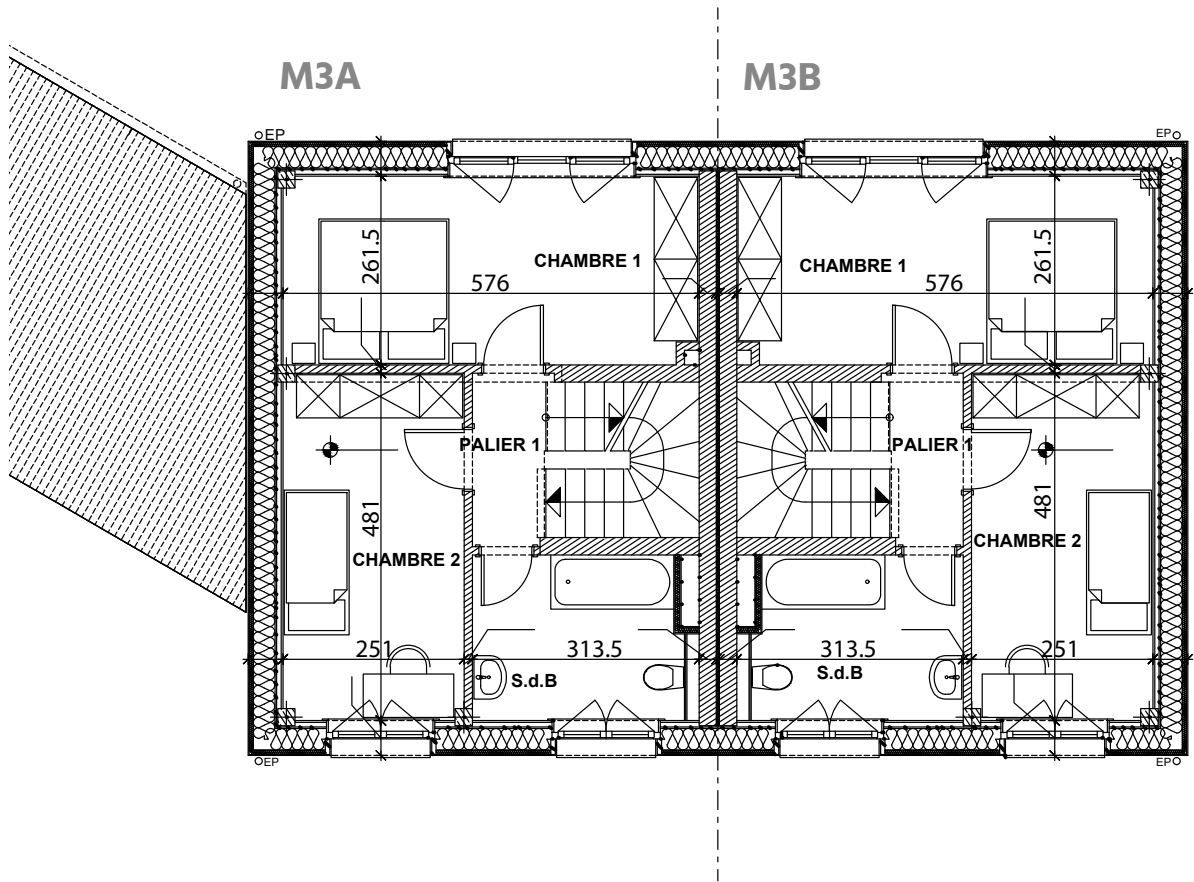 M3A
M3B
EP
EP
261.5
261.5
CHAMBRE 1
CHAMBRE 1
576
576
PALIER 1
PALIER 1
481
481
CHAMBRE 2
CHAMBRE 2
251
313.5
313.5
251
S.d.B
S.d.B
EP
EP